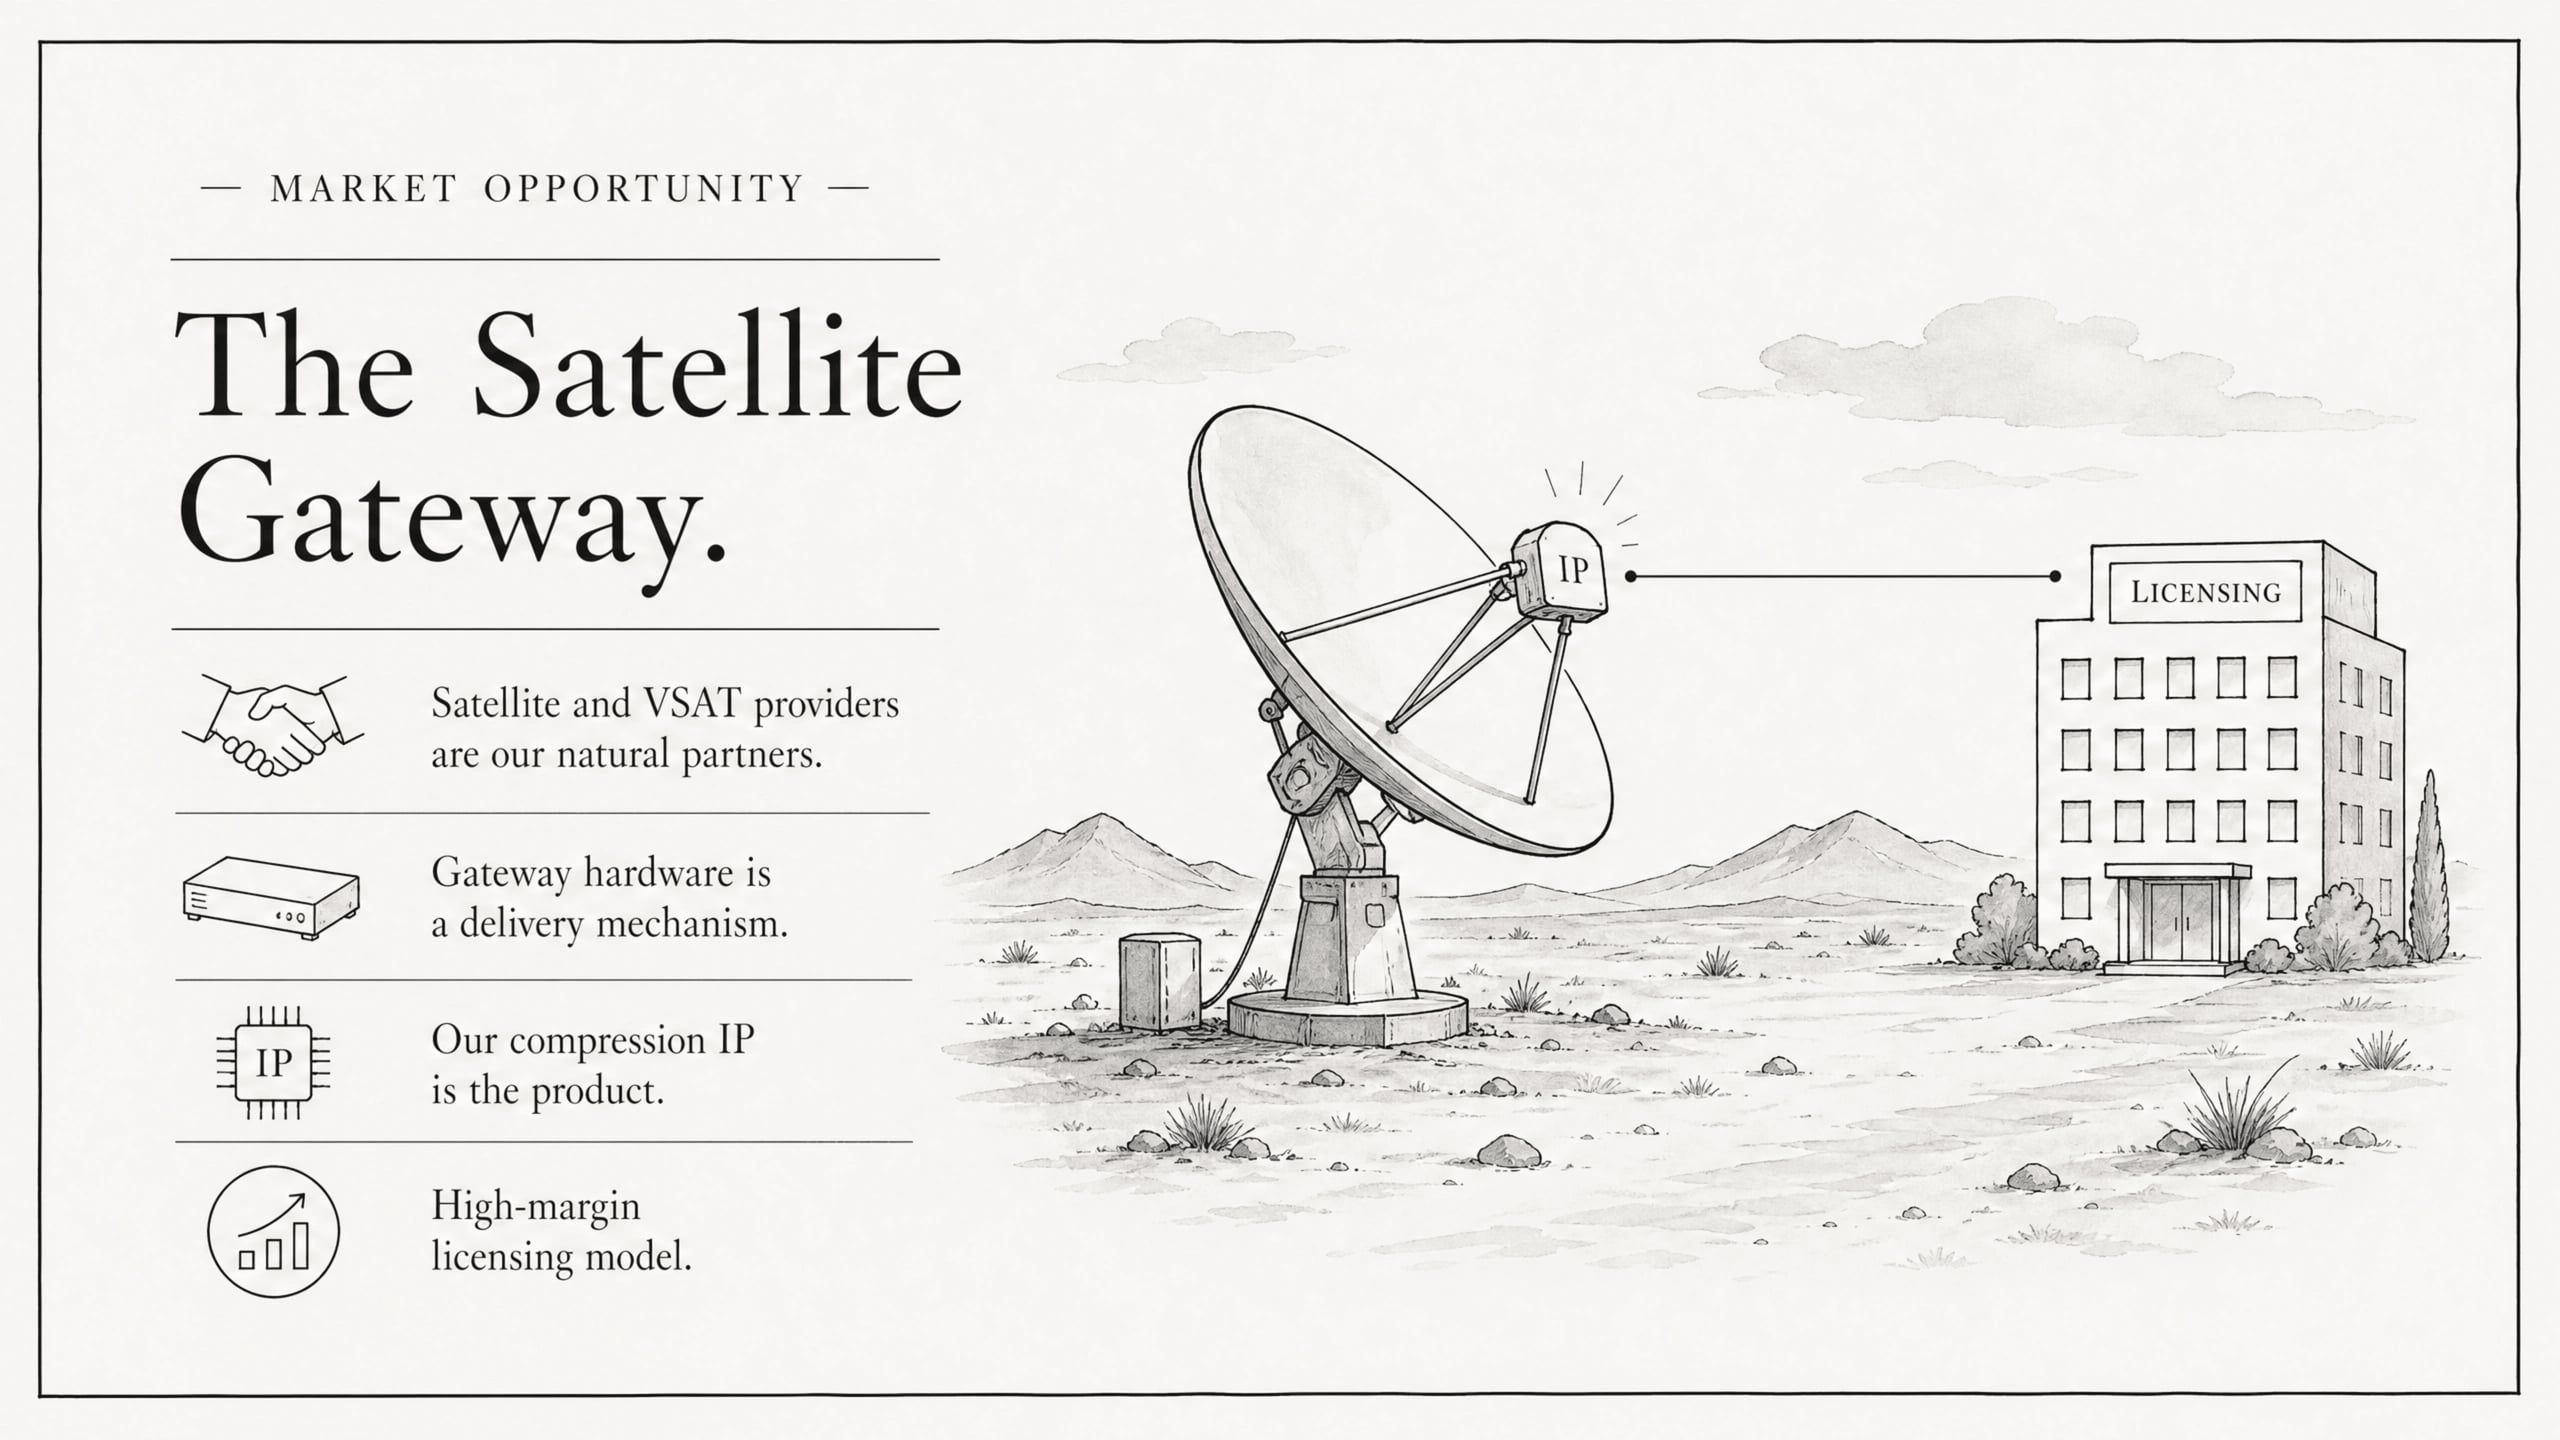 — MARKET OPPORTUNITY —
The Satellite
Gateway.
Satellite and VSAT providers
are our natural partners.
Gateway hardware is
a delivery mechanism.
IP
Our compression IP
is the product.
High-margin
licensing model.
IP
LICENSING